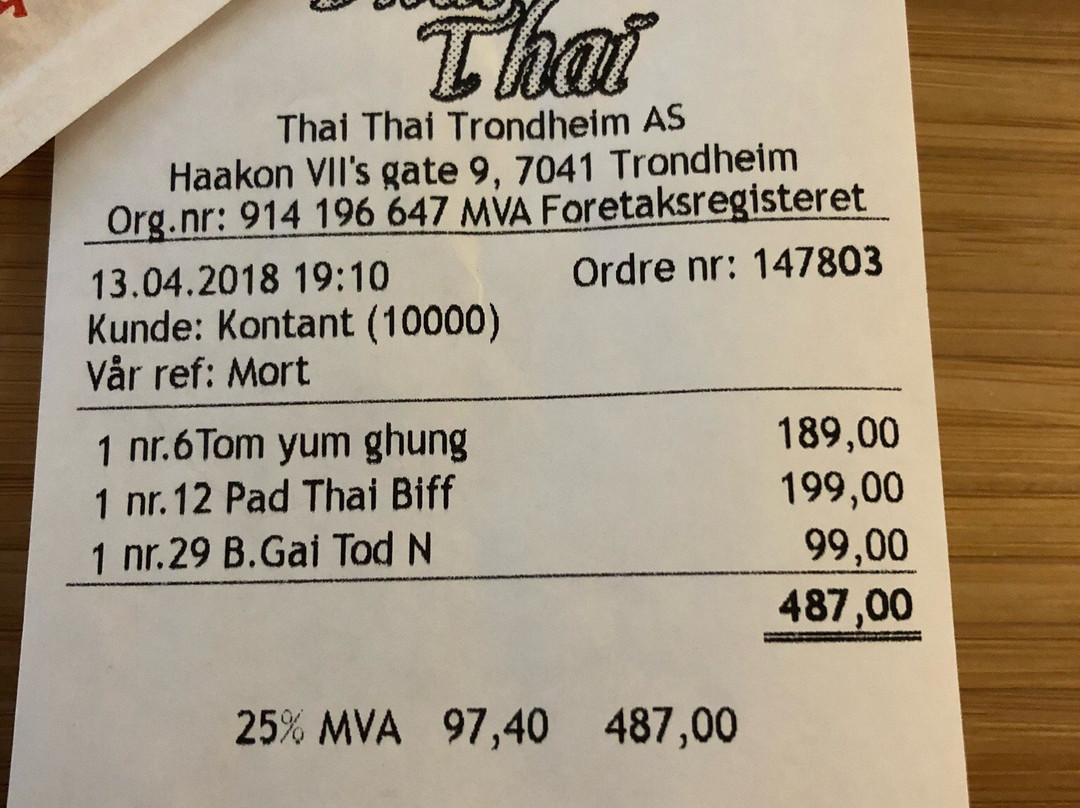 Thai
Thai Thai Trondheim AS
Haakon VII's gate 9, 7041 Trondheim
Org.nr: 914 196 647 MVA Foretaksregisteret
13.04.2018 19:10 Ordre nr: 147803
Kunde: Kontant (10000)
Vår ref: Mort
1 nr.6Tom yum ghung 189,00
1 nr.12 Pad Thai Biff 199,00
1 nr.29 B.Gai Tod N 99,00
487,00
25% MVA 97,40 487,00